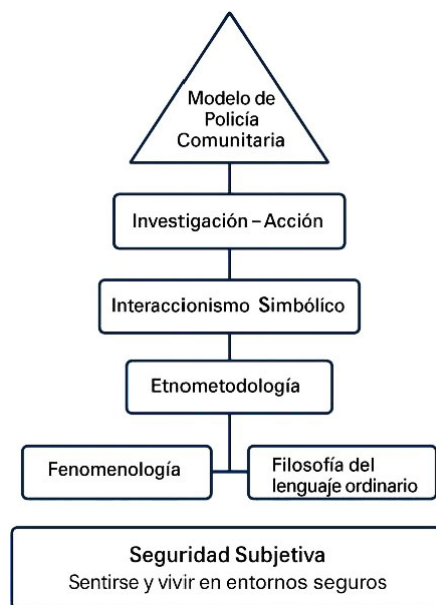 Modelo de
Policía
Comunitaria
Investigación – Acción
Interaccionismo Simbólico
Etnometodología
Fenomenología
Filosofía del
lenguaje ordinario
Seguridad Subjetiva
Sentirse y vivir en entornos seguros